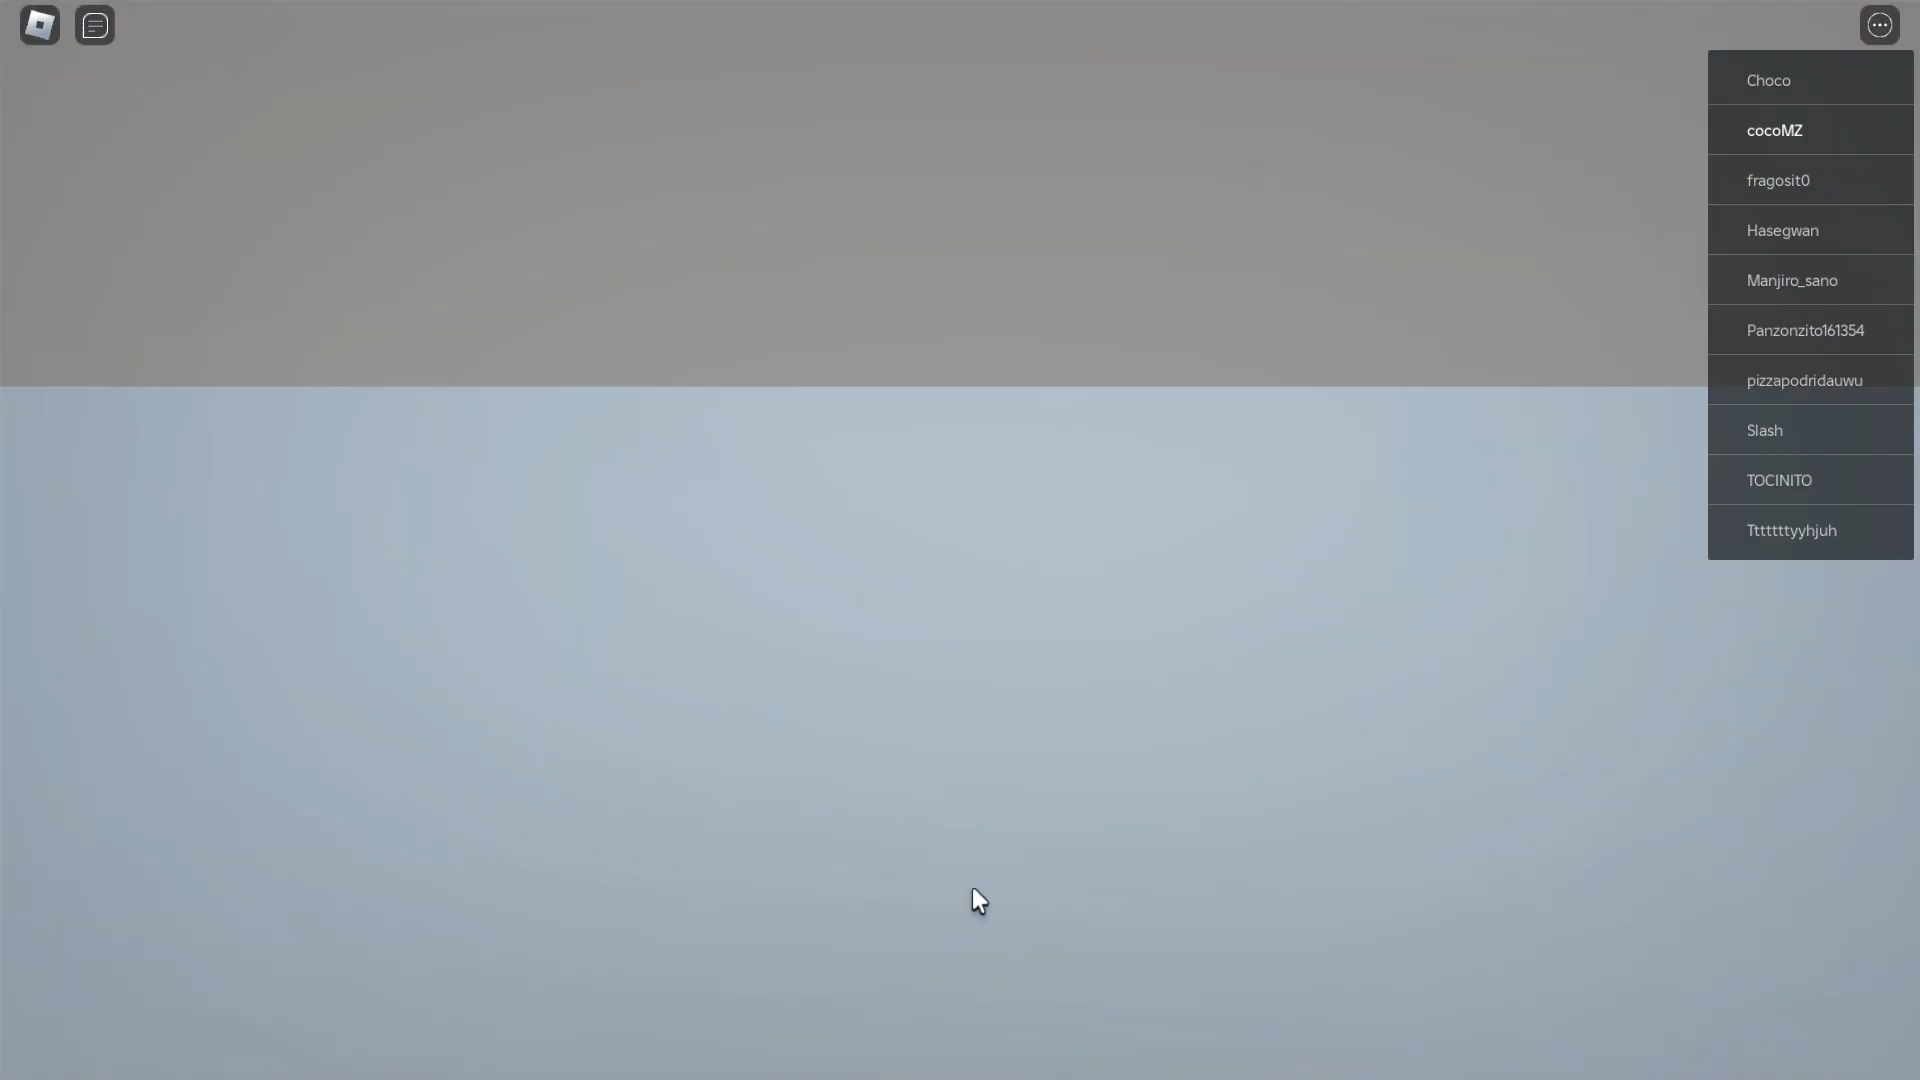 Choco
cocoMZ
fragosit0
Hasegwan
Manjiro_sano
Panzonzito161354
pizzapodridauwu
Slash
TOCINITO
Tttttttyyhjuh